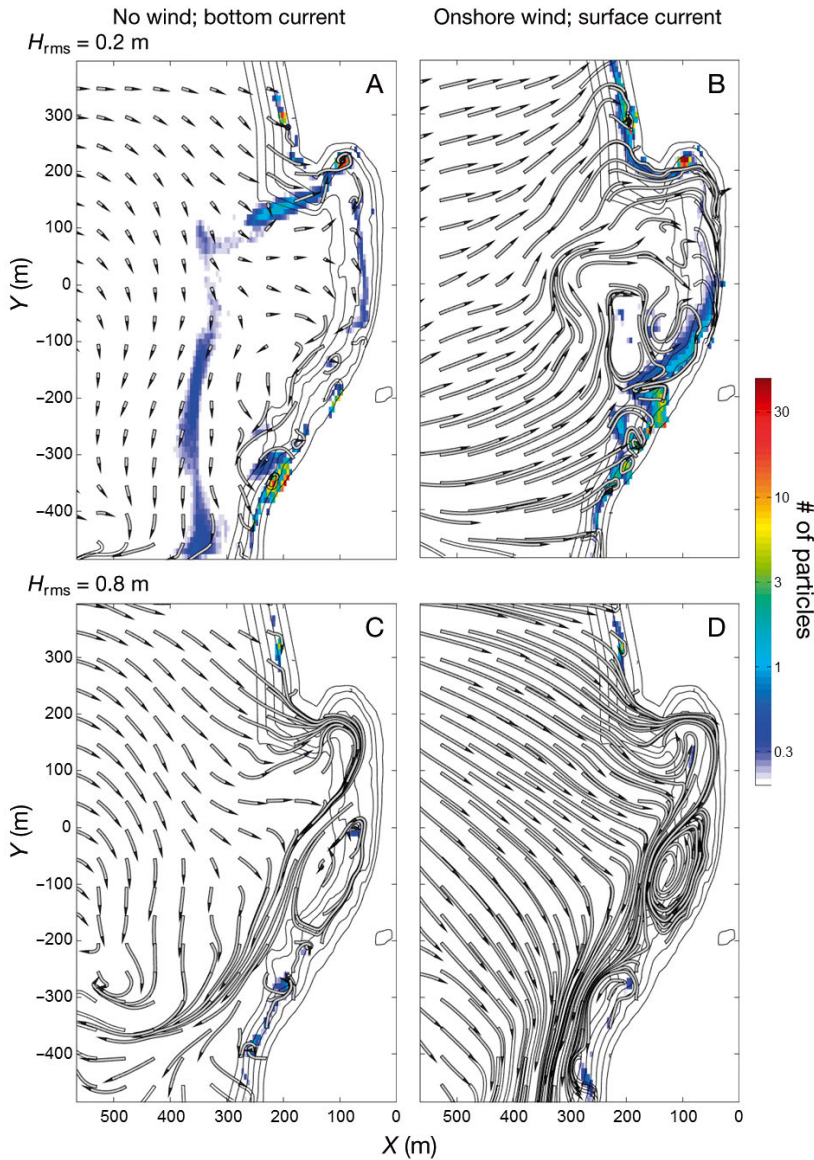 No wind; bottom current
Onshore wind; surface current
Hrms = 0.2 m
A
B
300
200
100
0
−100
−200
−300
−400
Y (m)
30
10
3
1
0.3
# of particles
Hrms = 0.8 m
C
D
300
200
100
0
−100
−200
−300
−400
Y (m)
500 400 300 200 100 0
500 400 300 200 100 0
X (m)